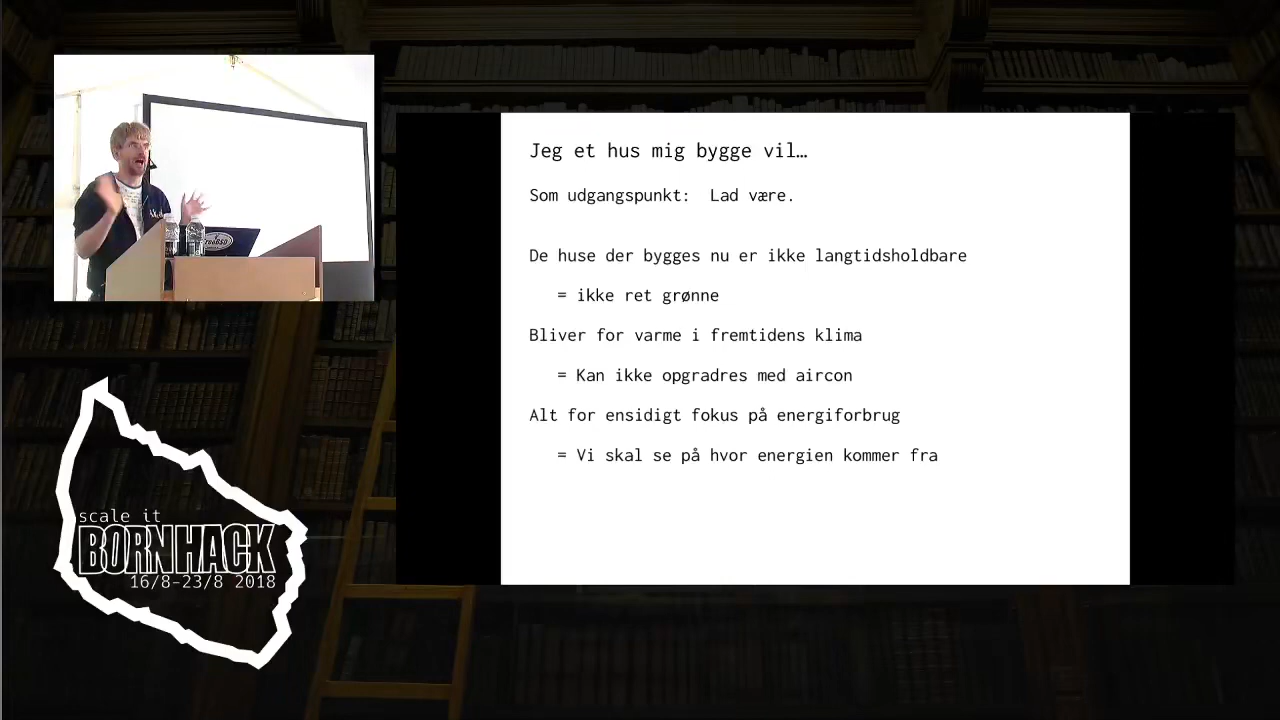 Jeg et hus mig bygge vil…
Som udgangspunkt: Lad være.
De huse der bygges nu er ikke langtidsholdbare
= ikke ret grønne
Bliver for varme i fremtidens klima
= Kan ikke opgradres med aircon
Alt for ensidigt fokus på energiforbrug
= Vi skal se på hvor energien kommer fra
scale it
BORNHACK
16/8-23/8 2018